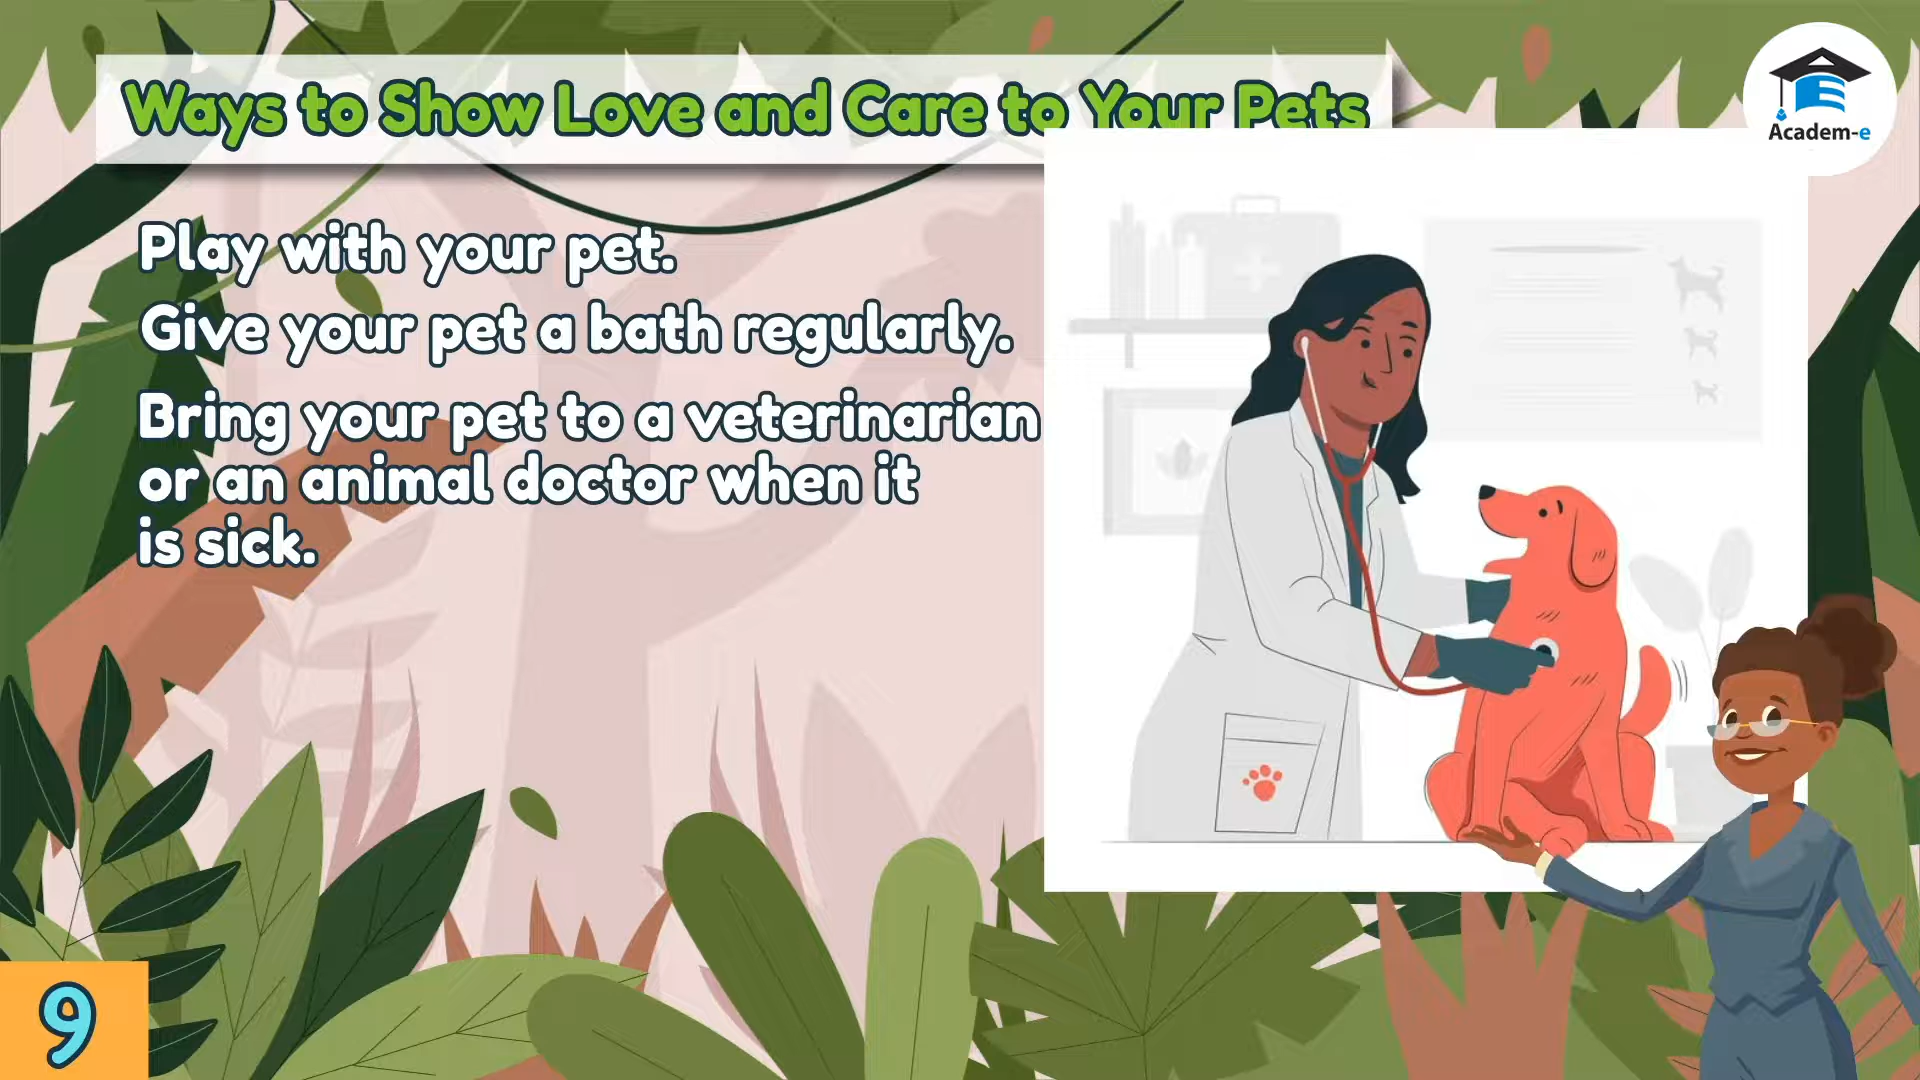 Ways to Show Love and Care to Your Pets
Academ-e
Play with your pet.
Give your pet a bath regularly.
Bring your pet to a veterinarian
or an animal doctor when it
is sick.
9